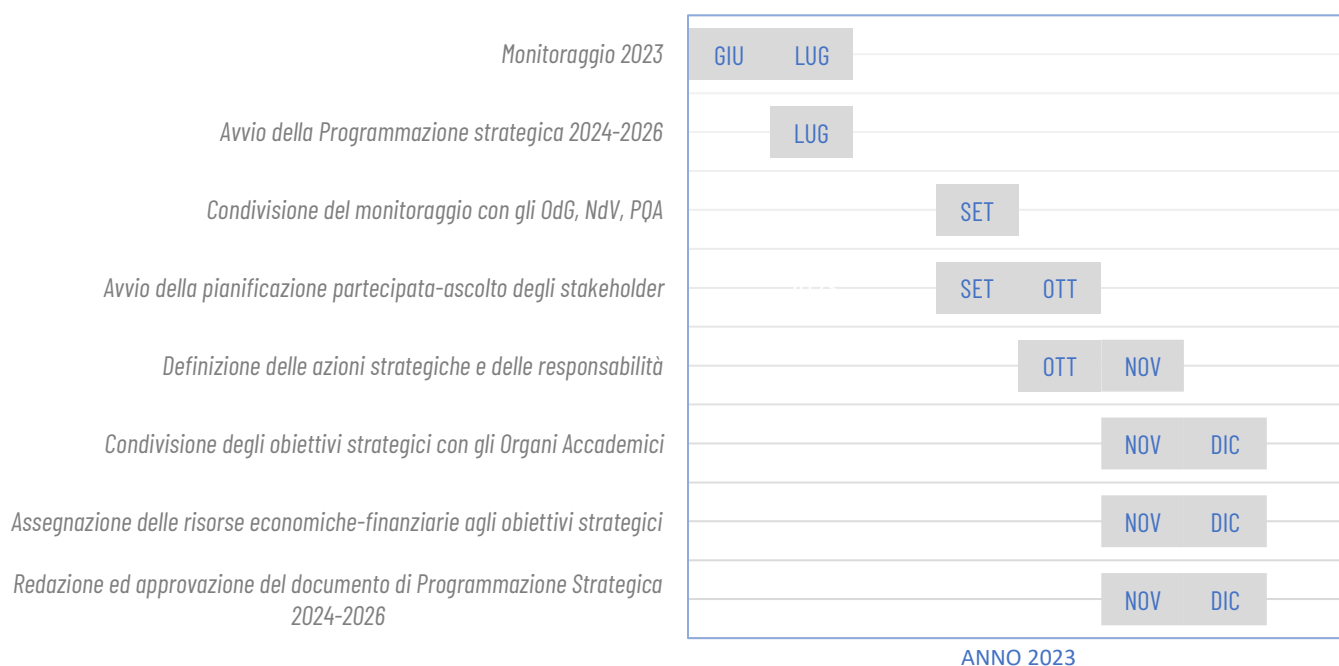 Monitoraggio 2023 GIU LUG
Avvio della Programmazione strategica 2024-2026 LUG
Condivisione del monitoraggio con gli OdG, NdV, PQA SET
Avvio della pianificazione partecipata-ascolto degli stakeholder SET OTT
Definizione delle azioni strategiche e delle responsabilità OTT NOV
Condivisione degli obiettivi strategici con gli Organi Accademici NOV DIC
Assegnazione delle risorse economiche-finanziarie agli obiettivi strategici NOV DIC
Redazione ed approvazione del documento di Programmazione Strategica
2024-2026 NOV DIC
ANNO 2023